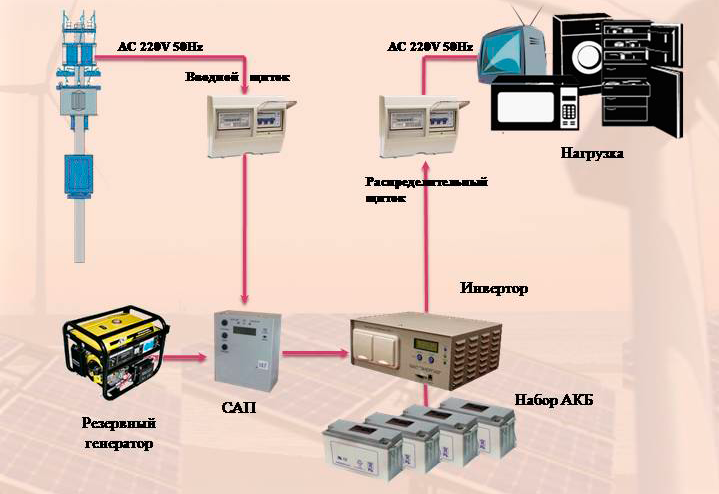 AC 220V 50Hz
AC 220V 50Hz
Вводной щиток
Нагрузка
Распределительный
щиток
Инвертор
Набор АКБ
САП
Резервный
генератор